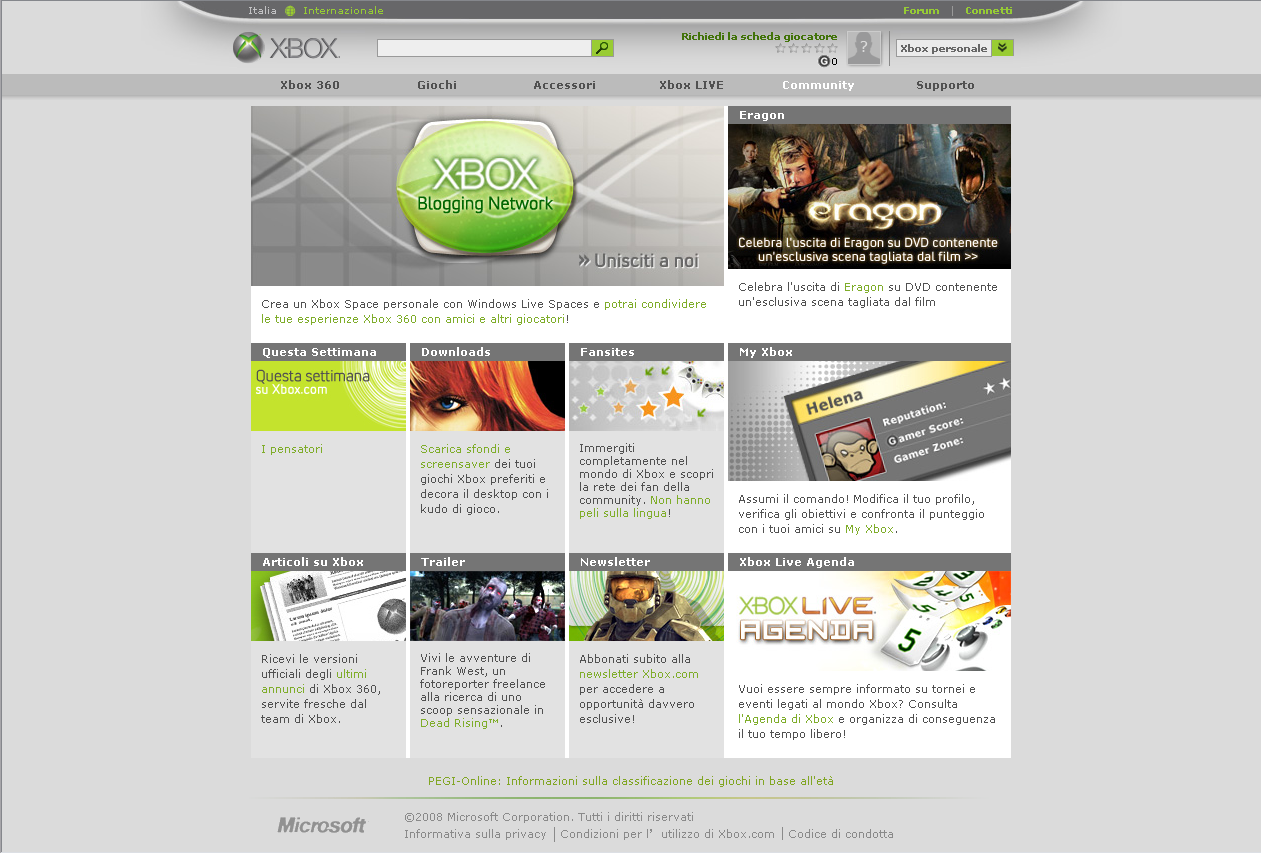 Italia Internazionale
Forum | Connetti
XBOX
Richiedi la scheda giocatore
?
G 0
Xbox personale
Xbox 360 Giochi Accessori Xbox LIVE Community Supporto
XBOX
Blogging Network
» Unisciti a noi
Crea un Xbox Space personale con Windows Live Spaces e potrai condividere
le tue esperienze Xbox 360 con amici e altri giocatori!
Eragon
eragon
Celebra l'uscita di Eragon su DVD contenente
un'esclusiva scena tagliata dal film >>
Celebra l'uscita di Eragon su DVD contenente
un'esclusiva scena tagliata dal film
Questa Settimana
Questa settimana
su Xbox.com
I pensatori
Downloads
Scarica sfondi e
screensaver dei tuoi
giochi Xbox preferiti e
decora il desktop con i
kudo di gioco.
Fansites
Immergiti
completamente nel
mondo di Xbox e scopri
la rete dei fan della
community. Non hanno
peli sulla lingua!
My Xbox
Helena
Reputation:
Gamer Score:
Gamer Zone:
Assumi il comando! Modifica il tuo profilo,
verifica gli obiettivi e confronta il punteggio
con i tuoi amici su My Xbox.
Articoli su Xbox
Ricevi le versioni
ufficiali degli ultimi
annunci di Xbox 360,
servite fresche dal
team di Xbox.
Trailer
Vivi le avventure di
Frank West, un
fotoreporter freelance
alla ricerca di uno
scoop sensazionale in
Dead Rising™.
Newsletter
Abbonati subito alla
newsletter Xbox.com
per accedere a
opportunità davvero
esclusive!
Xbox Live Agenda
XBOX LIVE
AGENDA
5
5
5
Vuoi essere sempre informato su tornei e
eventi legati al mondo Xbox? Consulta
l'Agenda di Xbox e organizza di conseguenza
il tuo tempo libero!
PEGI-Online: Informazioni sulla classificazione dei giochi in base all'età
Microsoft
©2008 Microsoft Corporation. Tutti i diritti riservati
Informativa sulla privacy | Condizioni per l’ utilizzo di Xbox.com | Codice di condotta